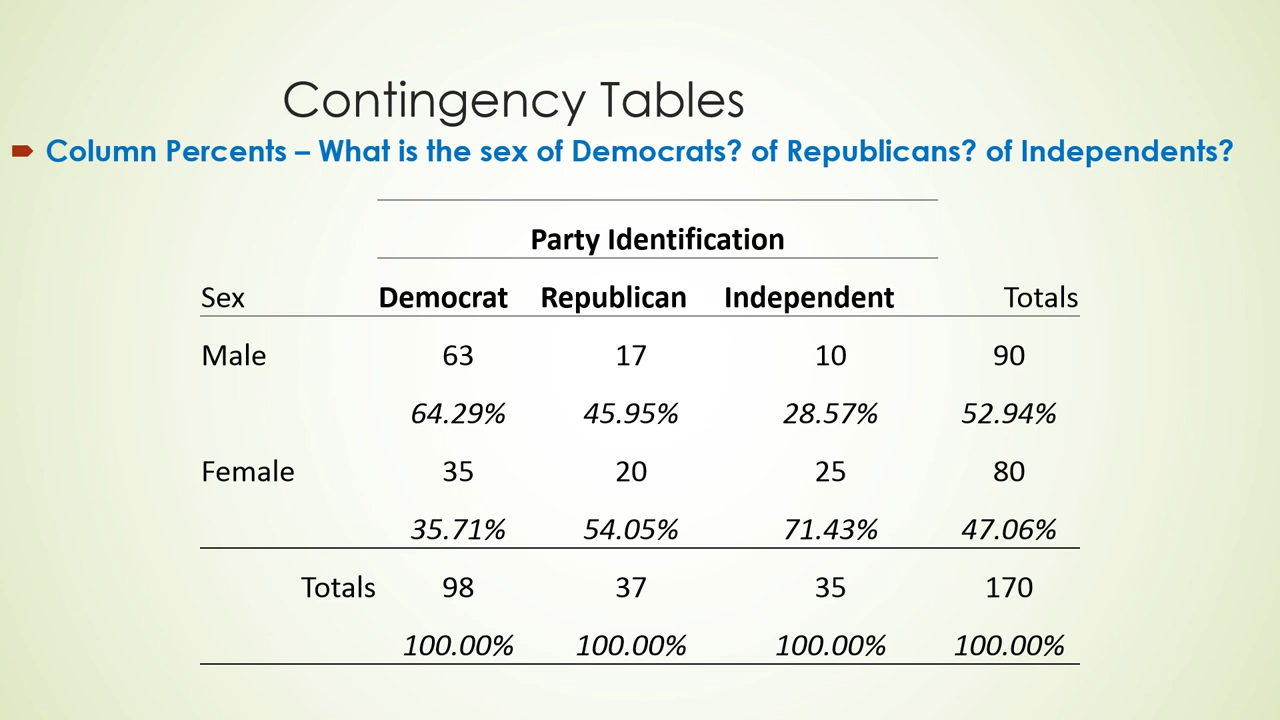 Contingency Tables
Column Percents – What is the sex of Democrats? of Republicans? of Independents?
Party Identification
Sex Democrat Republican Independent Totals
Male 63 17 10 90
64.29% 45.95% 28.57% 52.94%
Female 35 20 25 80
35.71% 54.05% 71.43% 47.06%
Totals 98 37 35 170
100.00% 100.00% 100.00% 100.00%